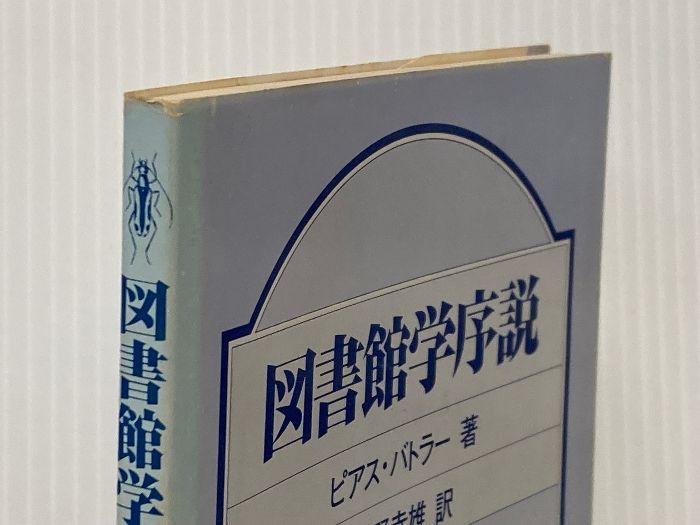 図書館学
図書館学序説
ピアス・バトラー 著
雄 訳